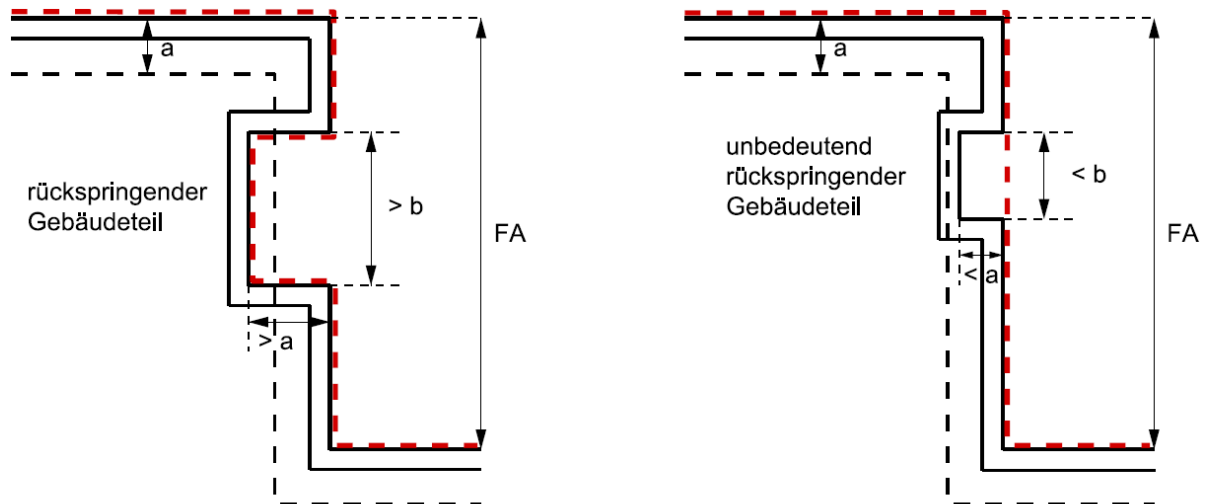 a
rückspringender
Gebäudeteil
> b
FA
> a
a
unbedeutend
rückspringender
Gebäudeteil
< b
FA
< a